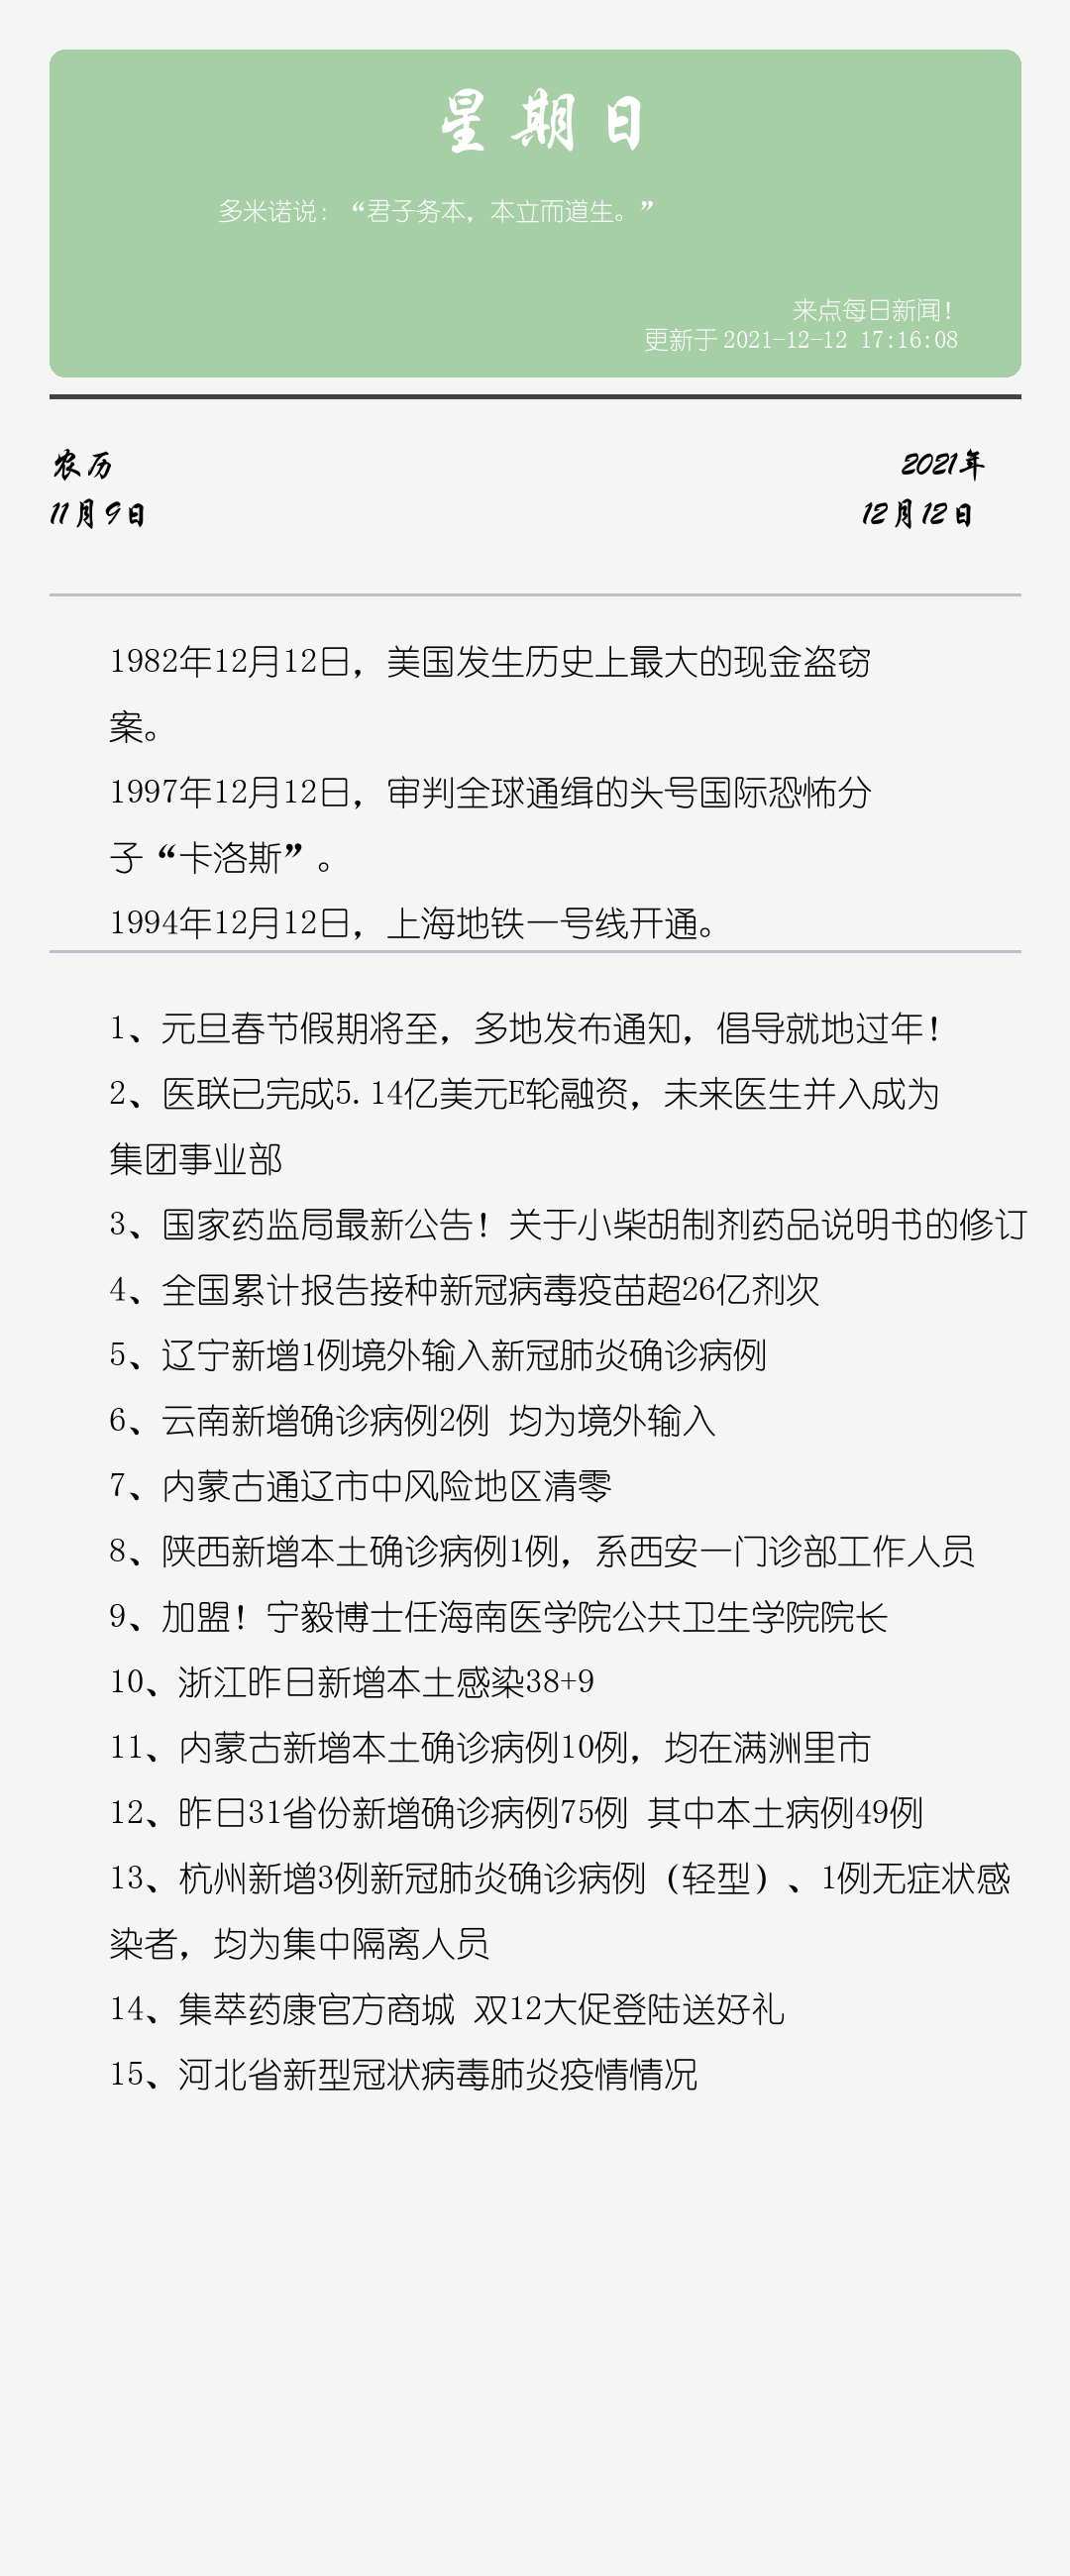 星期日
多米诺说：“君子务本，本立而道生。”
来点每日新闻！
更新于 2021-12-12 17:16:08
农历
2021年
11月9日
12月12日
1982年12月12日，美国发生历史上最大的现金盗窃
案。
1997年12月12日，审判全球通缉的头号国际恐怖分
子“卡洛斯”。
1994年12月12日，上海地铁一号线开通。
1、元旦春节假期将至，多地发布通知，倡导就地过年！
2、医联已完成5.14亿美元E轮融资，未来医生并入成为
集团事业部
3、国家药监局最新公告！关于小柴胡制剂药品说明书的修订
4、全国累计报告接种新冠病毒疫苗超26亿剂次
5、辽宁新增1例境外输入新冠肺炎确诊病例
6、云南新增确诊病例2例 均为境外输入
7、内蒙古通辽市中风险地区清零
8、陕西新增本土确诊病例1例，系西安一门诊部工作人员
9、加盟！宁毅博士任海南医学院公共卫生学院院长
10、浙江昨日新增本土感染38+9
11、内蒙古新增本土确诊病例10例，均在满洲里市
12、昨日31省份新增确诊病例75例 其中本土病例49例
13、杭州新增3例新冠肺炎确诊病例（轻型）、1例无症状感
染者，均为集中隔离人员
14、集萃药康官方商城 双12大促登陆送好礼
15、河北省新型冠状病毒肺炎疫情情况